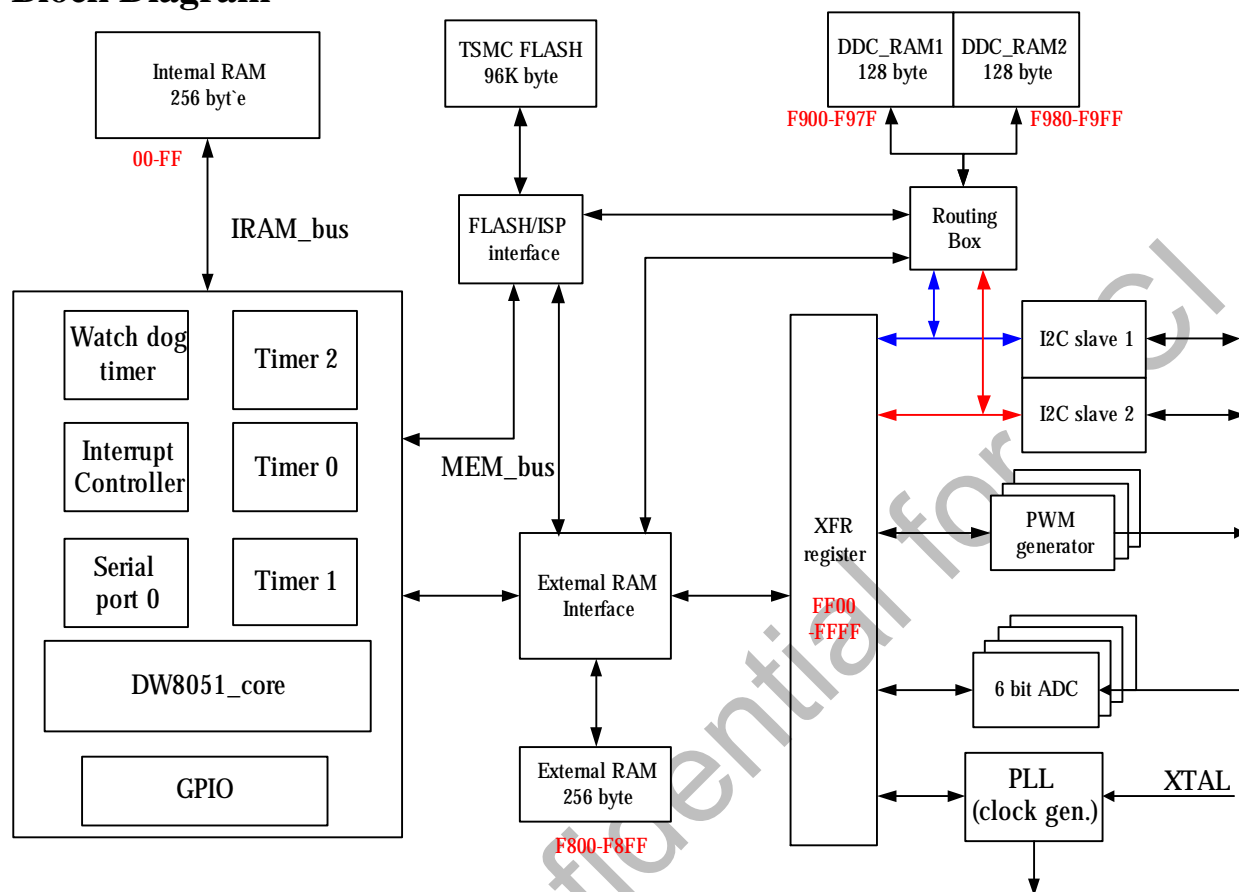 Block Diagram
Internal RAM
256 byt`e
00-FF
IRAM_bus
TSMC FLASH
96K byte
DDC_RAM1
128 byte
DDC_RAM2
128 byte
F900-F97F
F980-F9FF
FLASH/ISP
interface
Routing
Box
Watch dog
timer
Timer 2
Interrupt
Controller
Timer 0
Serial
port 0
Timer 1
DW8051_core
GPIO
MEM_bus
External RAM
Interface
External RAM
256 byte
F800-F8FF
XFR
register
FF00
-FFFF
I2C slave 1
I2C slave 2
PWM
generator
6 bit ADC
PLL
(clock gen.)
XTAL
fidential for
CI